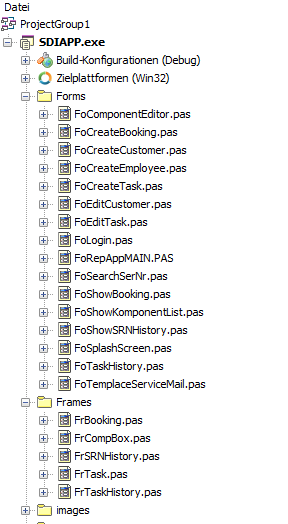 Datei
ProjectGroup1
SDIAPP.exe
Build-Konfigurationen (Debug)
Zielplattformen (Win32)
Forms
FoComponentEditor.pas
FoCreateBooking.pas
FoCreateCustomer.pas
FoCreateEmployee.pas
FoCreateTask.pas
FoEditCustomer.pas
FoEditTask.pas
FoLogin.pas
FoRepAppMAIN.PAS
FoSearchSerNr.pas
FoShowBooking.pas
FoShowKomponentList.pas
FoShowSRNHistory.pas
FoSplashScreen.pas
FoTaskHistory.pas
FoTemplaceServiceMail.pas
Frames
FrBooking.pas
FrCompBox.pas
FrSRNHistory.pas
FrTask.pas
FrTaskHistory.pas
images